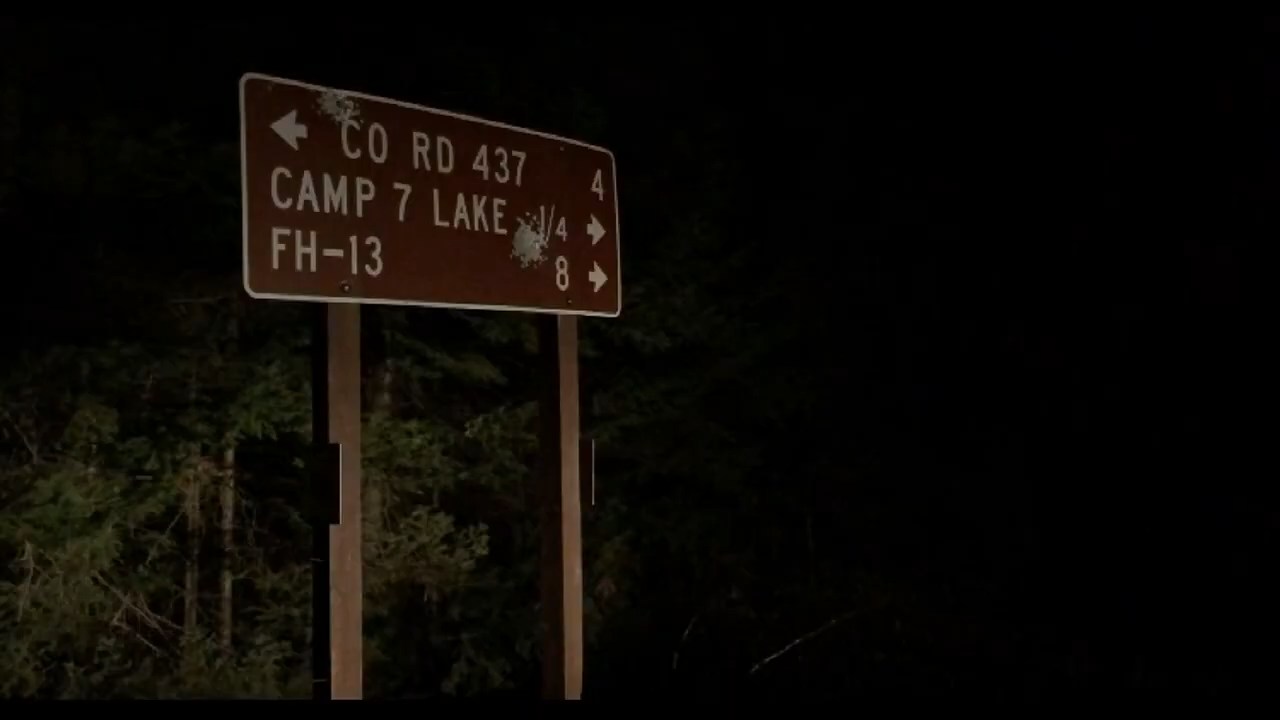 ← CO RD 437 4
CAMP 7 LAKE 1/4 →
FH-13 8 →